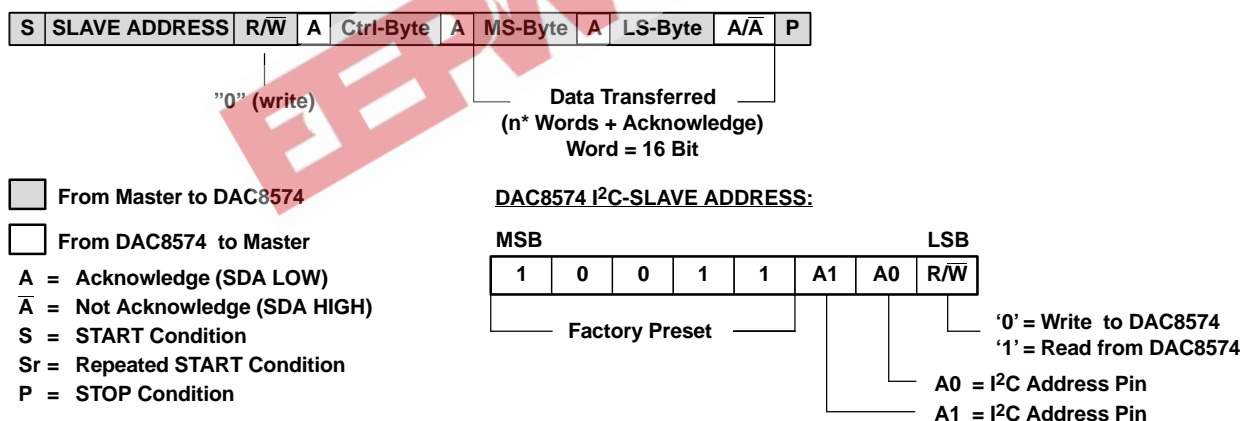 S SLAVE ADDRESS R/W̅ A Ctrl-Byte A MS-Byte A LS-Byte A/A̅ P
”0” (write)
Data Transferred
(n* Words + Acknowledge)
Word = 16 Bit
From Master to DAC8574
From DAC8574 to Master
A = Acknowledge (SDA LOW)
A̅ = Not Acknowledge (SDA HIGH)
S = START Condition
Sr = Repeated START Condition
P = STOP Condition
DAC8574 I²C-SLAVE ADDRESS:
MSB LSB
1 0 0 1 1 A1 A0 R/W̅
Factory Preset
‘0’ = Write to DAC8574
‘1’ = Read from DAC8574
A0 = I²C Address Pin
A1 = I²C Address Pin
EEPW